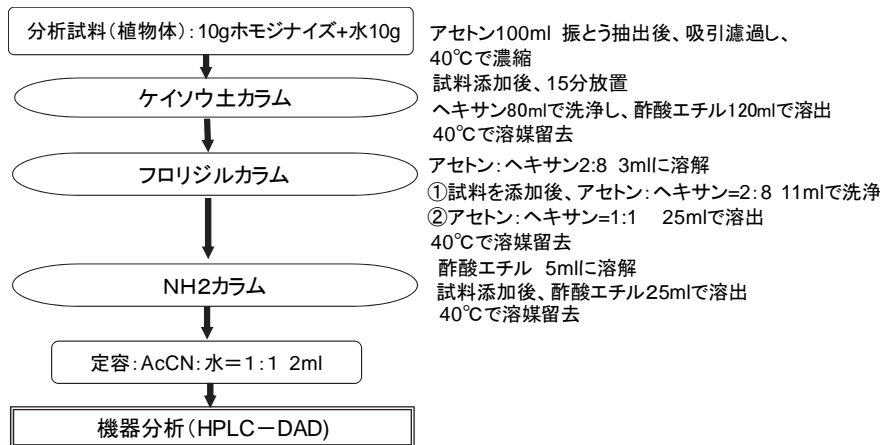 分析試料(植物体):10gホモジナイズ+水10g
アセトン100ml 振とう抽出後、吸引濾過し、
40℃で濃縮
試料添加後、15分放置
ケイソウ土カラム
ヘキサン80mlで洗浄し、酢酸エチル120mlで溶出
40℃で溶媒留去
フロリジルカラム
アセトン:ヘキサン2:8 3mlに溶解
①試料を添加後、アセトン:ヘキサン=2:8 11mlで洗浄
②アセトン:ヘキサン=1:1 25mlで溶出
40℃で溶媒留去
酢酸エチル 5mlに溶解
NH2カラム
試料添加後、酢酸エチル25mlで溶出
40℃で溶媒留去
定容:AcCN:水=1:1 2ml
機器分析(HPLC-DAD)